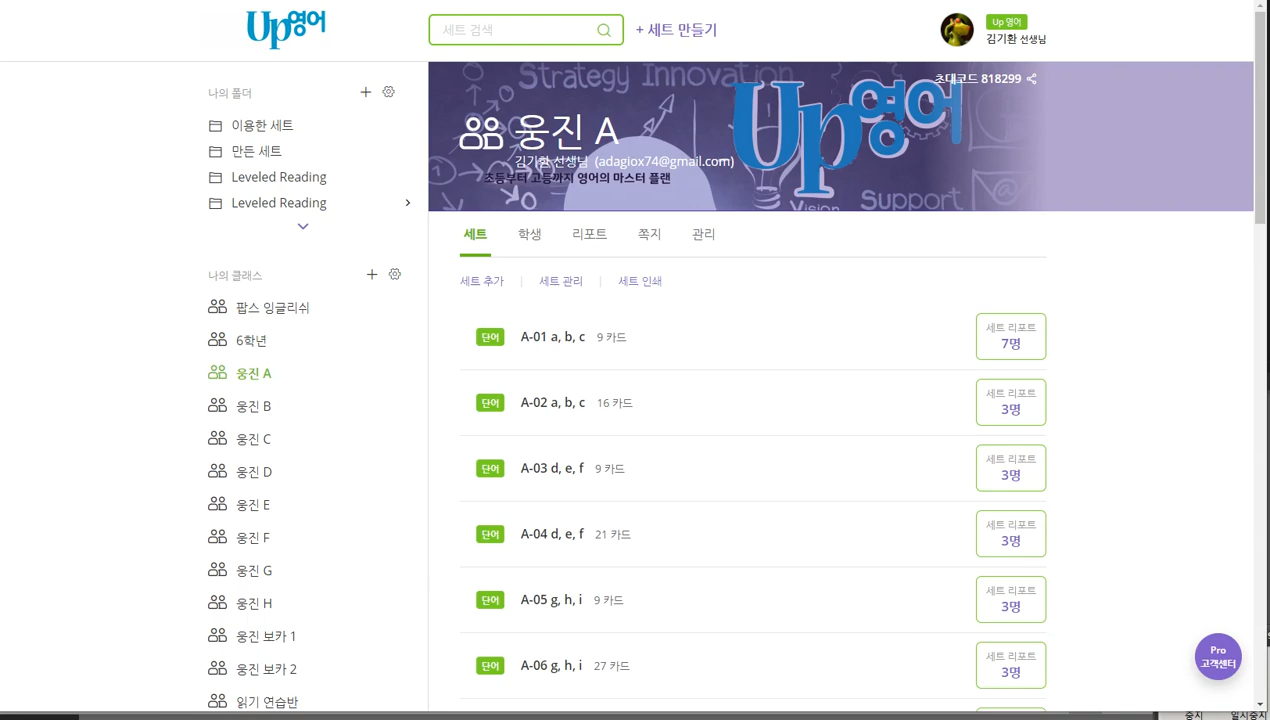 Up영어
세트 검색
+ 세트 만들기
Up 영어
김기환 선생님
나의 폴더
이용한 세트
만든 세트
Leveled Reading
Leveled Reading
나의 클래스
팝스 잉글리쉬
6학년
웅진 A
웅진 B
웅진 C
웅진 D
웅진 E
웅진 F
웅진 G
웅진 H
웅진 보카 1
웅진 보카 2
읽기 연습반
Strategy Innovation
초대코드 818299
웅진 A
Up영어
김기환 선생님 (adagiox74@gmail.com)
초등부터 고등까지 영어의 마스터 플랜
Vision
Support
세트 학생 리포트 쪽지 관리
세트 추가 | 세트 관리 | 세트 인쇄
단어 A-01 a, b, c 9 카드
세트 리포트
7명
단어 A-02 a, b, c 16 카드
세트 리포트
3명
단어 A-03 d, e, f 9 카드
세트 리포트
3명
단어 A-04 d, e, f 21 카드
세트 리포트
3명
단어 A-05 g, h, i 9 카드
세트 리포트
3명
단어 A-06 g, h, i 27 카드
세트 리포트
3명
Pro
고객센터
중지 일시중지